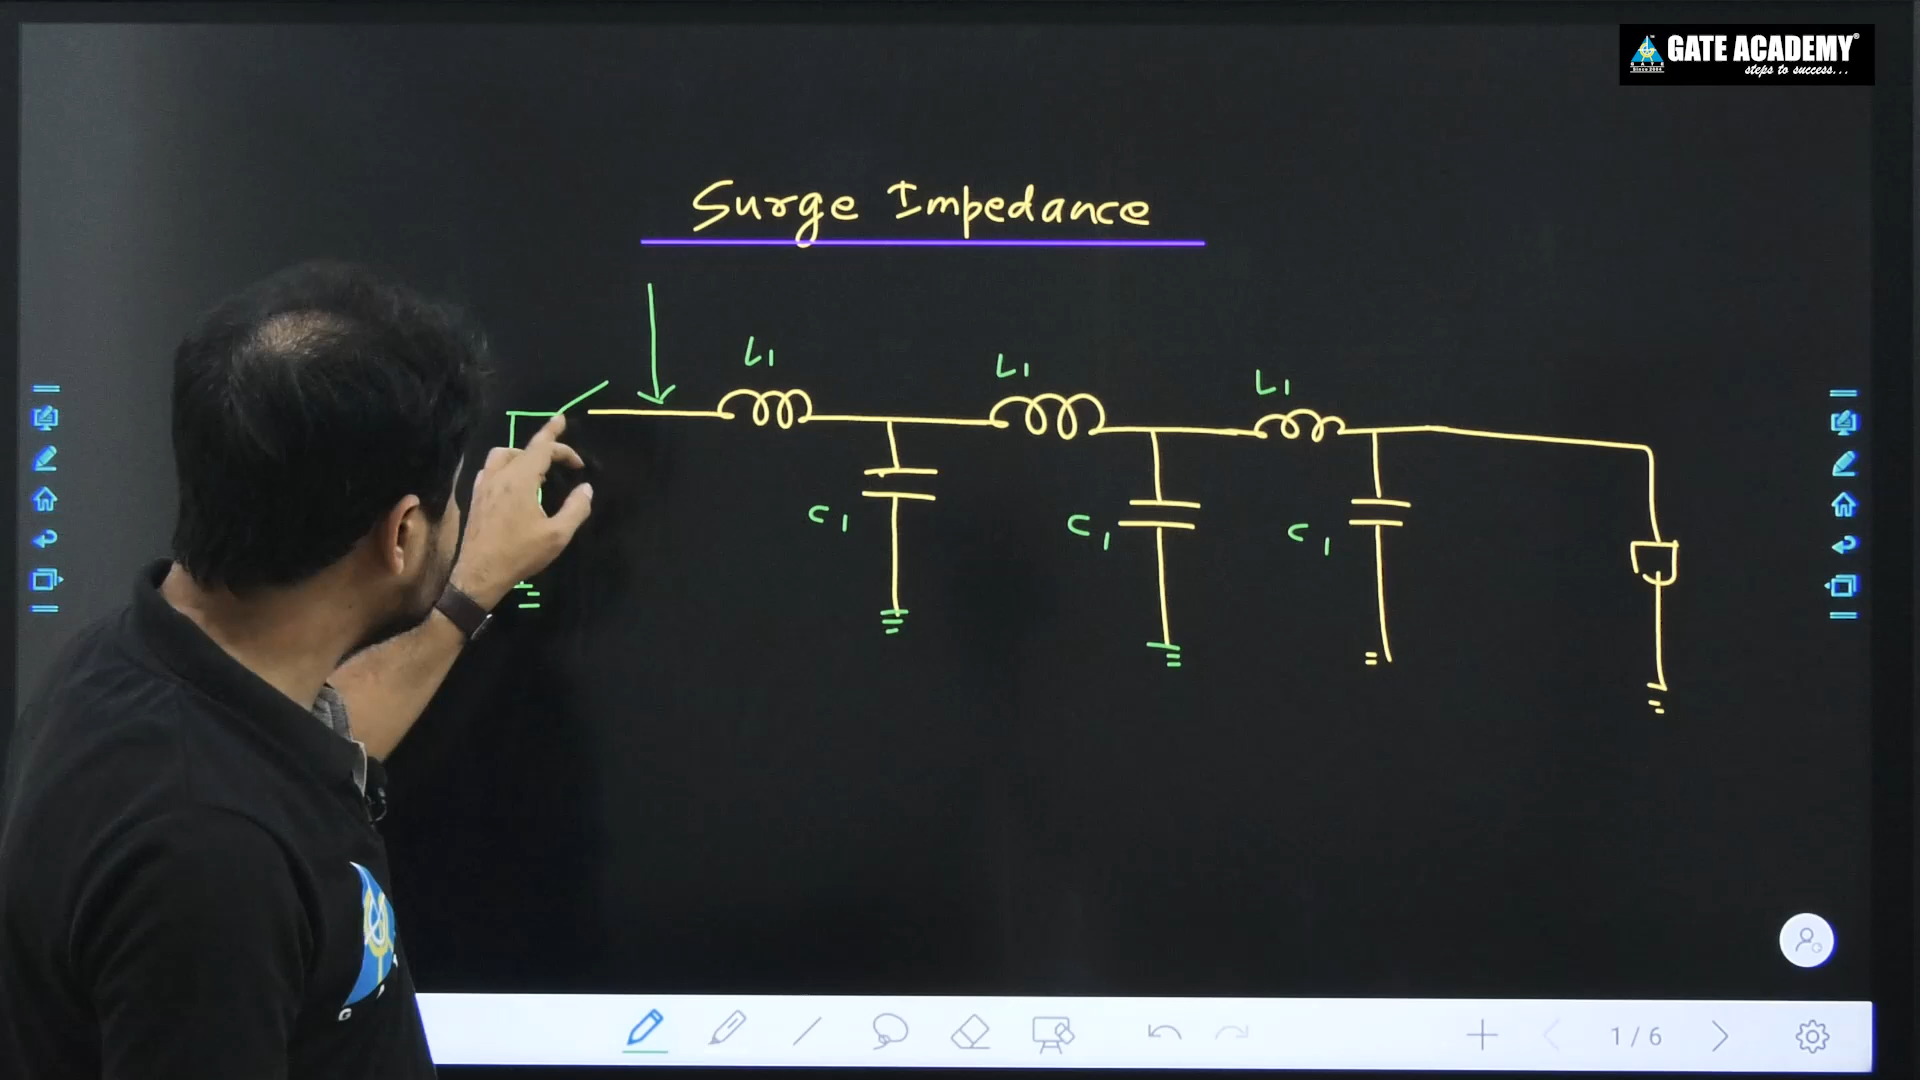 GATE ACADEMY®
steps to success...
Surge Impedance
L1
L1
L1
C1
C1
C1
1/6